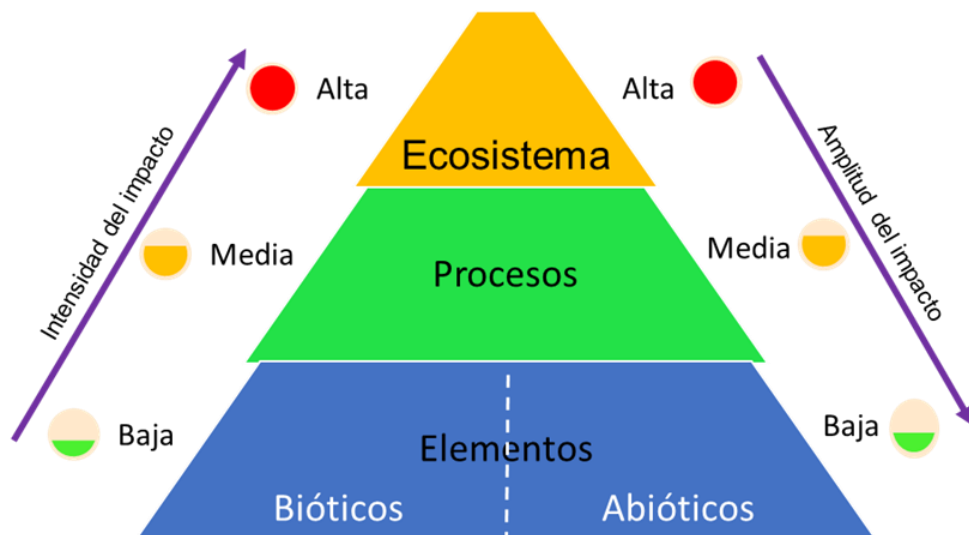 Alta
Alta
Ecosistema
Intensidad del impacto
Amplitud del impacto
Media
Media
Procesos
Baja
Baja
Elementos
Bióticos
Abióticos